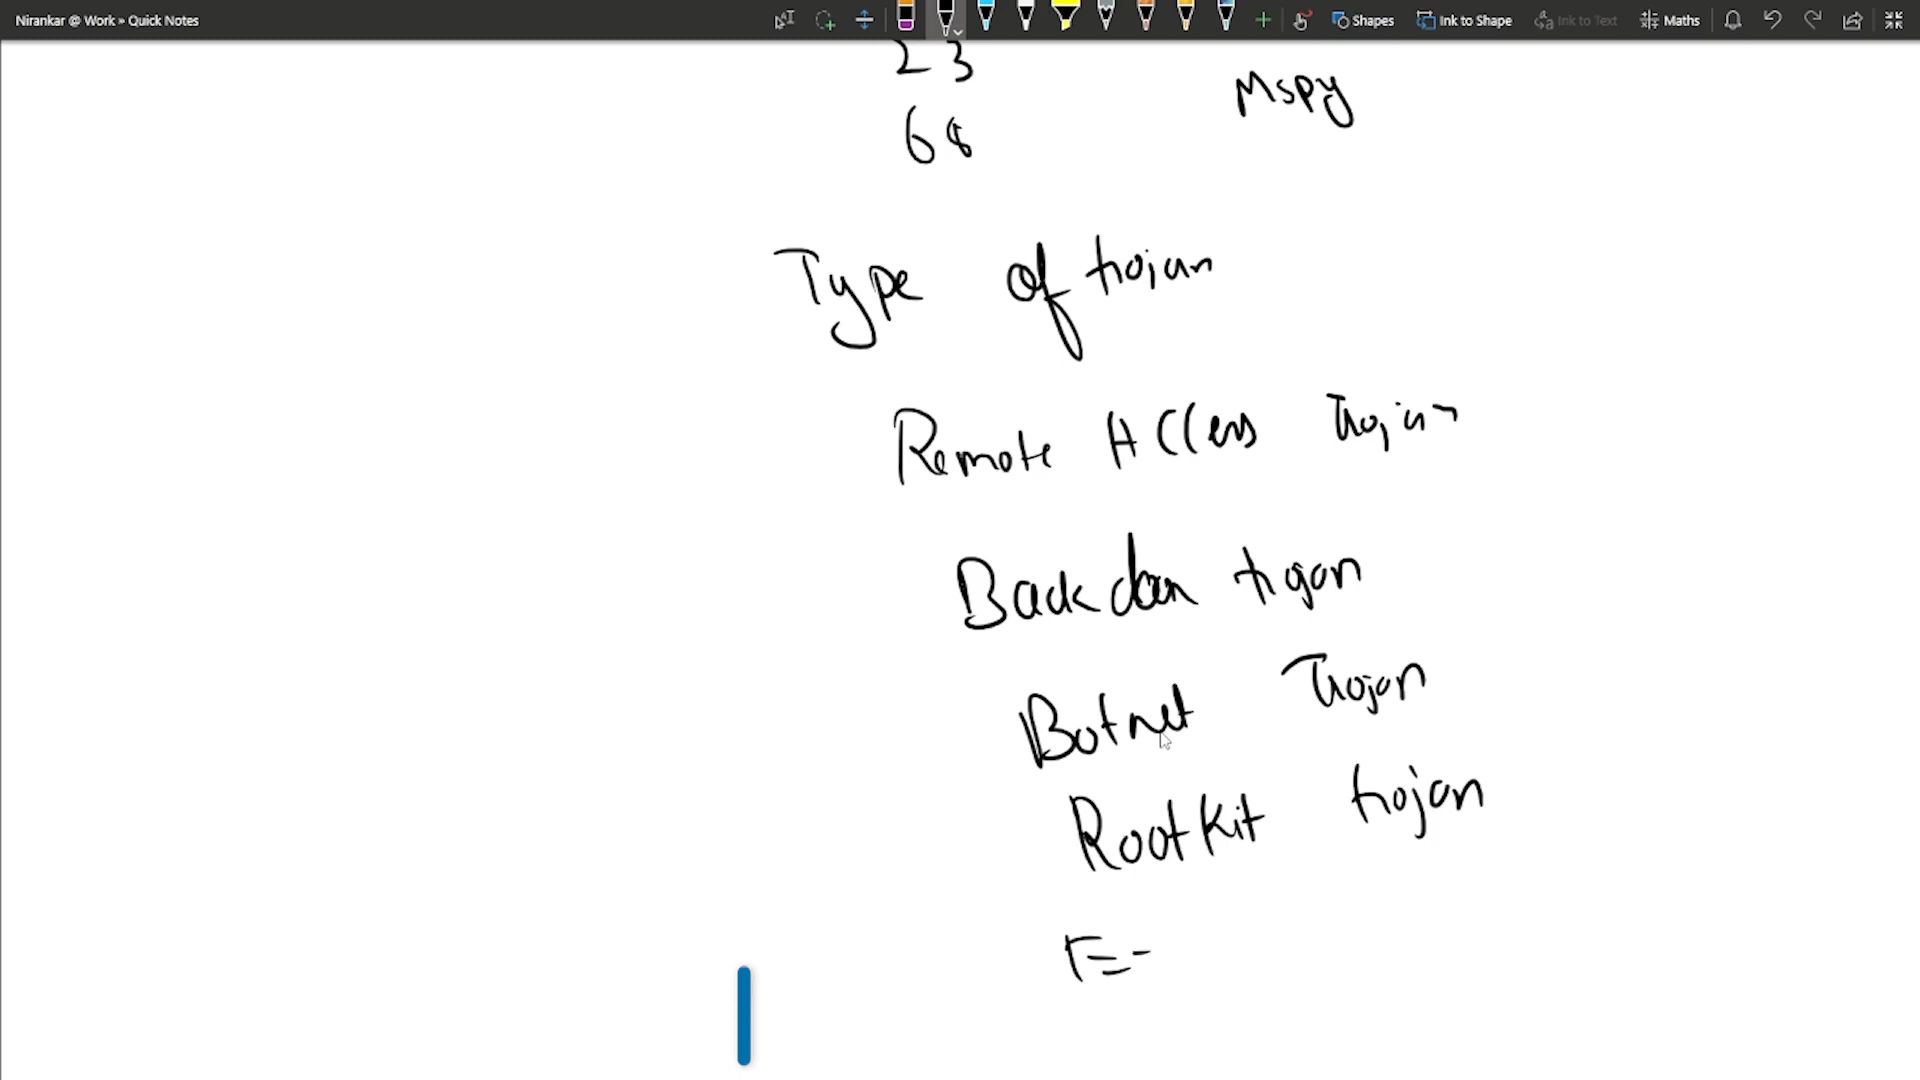 Nirankar @ Work » Quick Notes
Shapes Ink to Shape Ink to Text Maths
23
Mspy
68
Type of trojan
Remote Access Trojan
Backdoor trojan
Botnet Trojan
Rootkit trojan